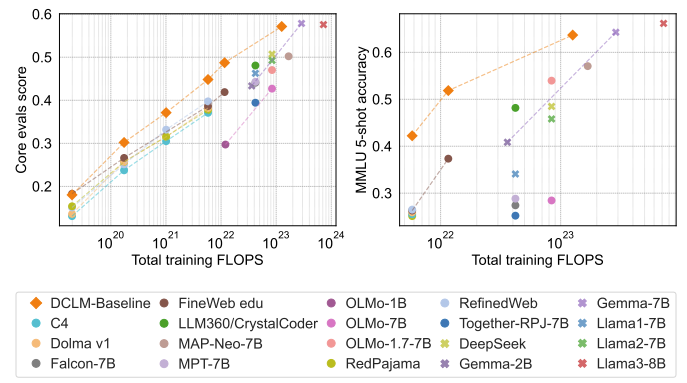 Core evals score
0.6
0.5
0.4
0.3
0.2
10^20
10^21
10^22
10^23
10^24
Total training FLOPS
MMLU 5-shot accuracy
0.6
0.5
0.4
0.3
10^22
10^23
Total training FLOPS
DCLM-Baseline
C4
Dolma v1
Falcon-7B
FineWeb edu
LLM360/CrystalCoder
MAP-Neo-7B
MPT-7B
OLMo-1B
OLMo-7B
OLMo-1.7-7B
RedPajama
RefinedWeb
Together-RPJ-7B
DeepSeek
Gemma-2B
Gemma-7B
Llama1-7B
Llama2-7B
Llama3-8B